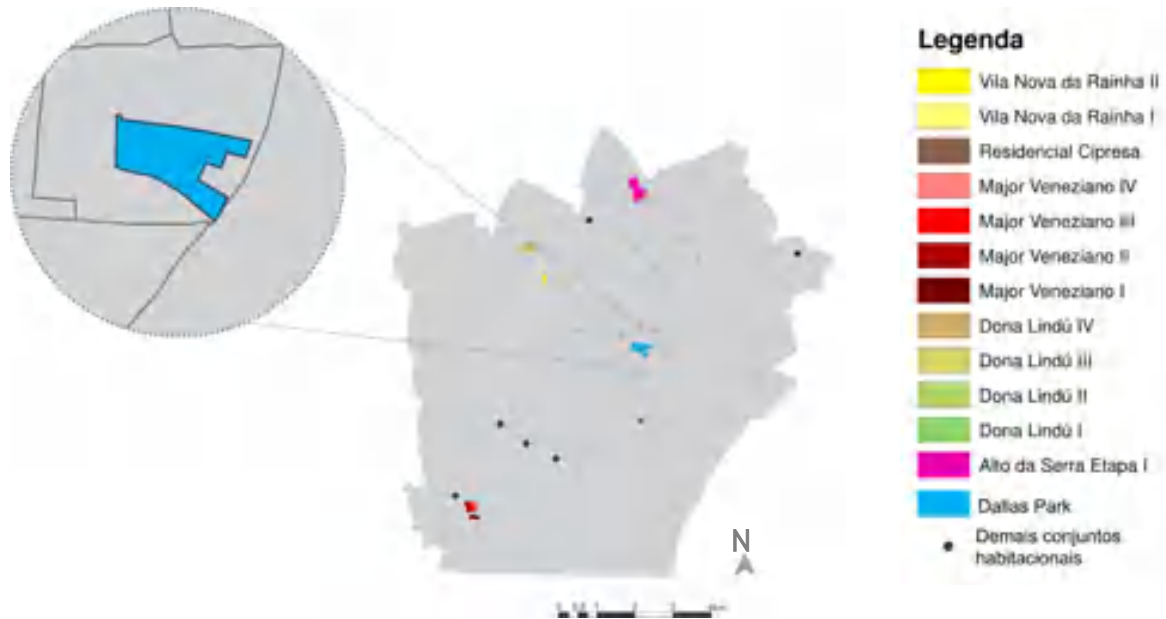 Legenda
Vila Nova da Rainha II
Vila Nova da Rainha I
Residencial Cipresa
Major Veneziano IV
Major Veneziano iii
Major Veneziano II
Major Veneziano I
Dona Lindú IV
Dona Lindú iii
Dona Lindú II
Dona Lindú I
Alto da Serra Etapa I
Dallas Park
Demais conjuntos
habitacionais
N